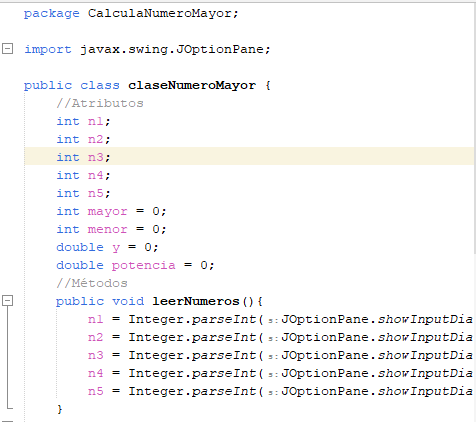 package CalculaNumeroMayor;
import javax.swing.JOptionPane;
public class claseNumeroMayor {
//Atributos
int n1;
int n2;
int n3;
int n4;
int n5;
int mayor = 0;
int menor = 0;
double y = 0;
double potencia = 0;
//Métodos
public void leerNumeros(){
n1 = Integer.parseInt( s: JOptionPane.showInputDia
n2 = Integer.parseInt( s: JOptionPane.showInputDia
n3 = Integer.parseInt( s: JOptionPane.showInputDia
n4 = Integer.parseInt( s: JOptionPane.showInputDia
n5 = Integer.parseInt( s: JOptionPane.showInputDia
}